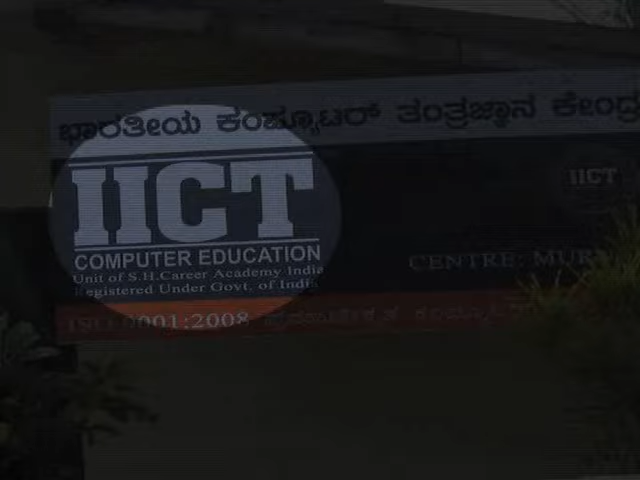 ಭಾರತೀಯ ಕಂಪ್ಯೂಟರ್ ತಂತ್ರಜ್ಞಾನ ಕೇಂದ್ರ
IICT
IICT
COMPUTER EDUCATION
CENTRE:
Unit of S.H.Career Academy India
Registered Under Govt. of India
ISO 9001:2008